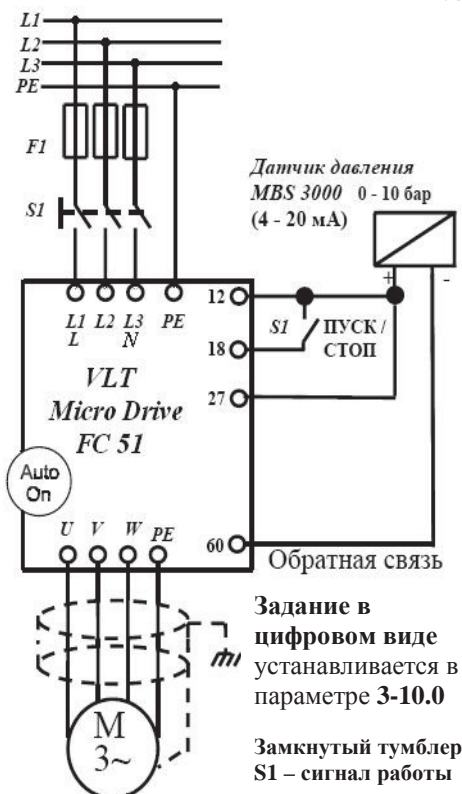 L1
L2
L3
PE
F1
S1
Датчик давления
MBS 3000 0 - 10 бар
(4 - 20 мА)
+ -
L1 L2 L3 PE
L N
12
S1 ПУСК /
СТОП
18
27
VLT
Micro Drive
FC 51
Auto
On
U V W PE
60
Обратная связь
Задание в
цифровом виде
устанавливается в
параметре 3-10.0
M
3~
Замкнутый тумблер
S1 – сигнал работы